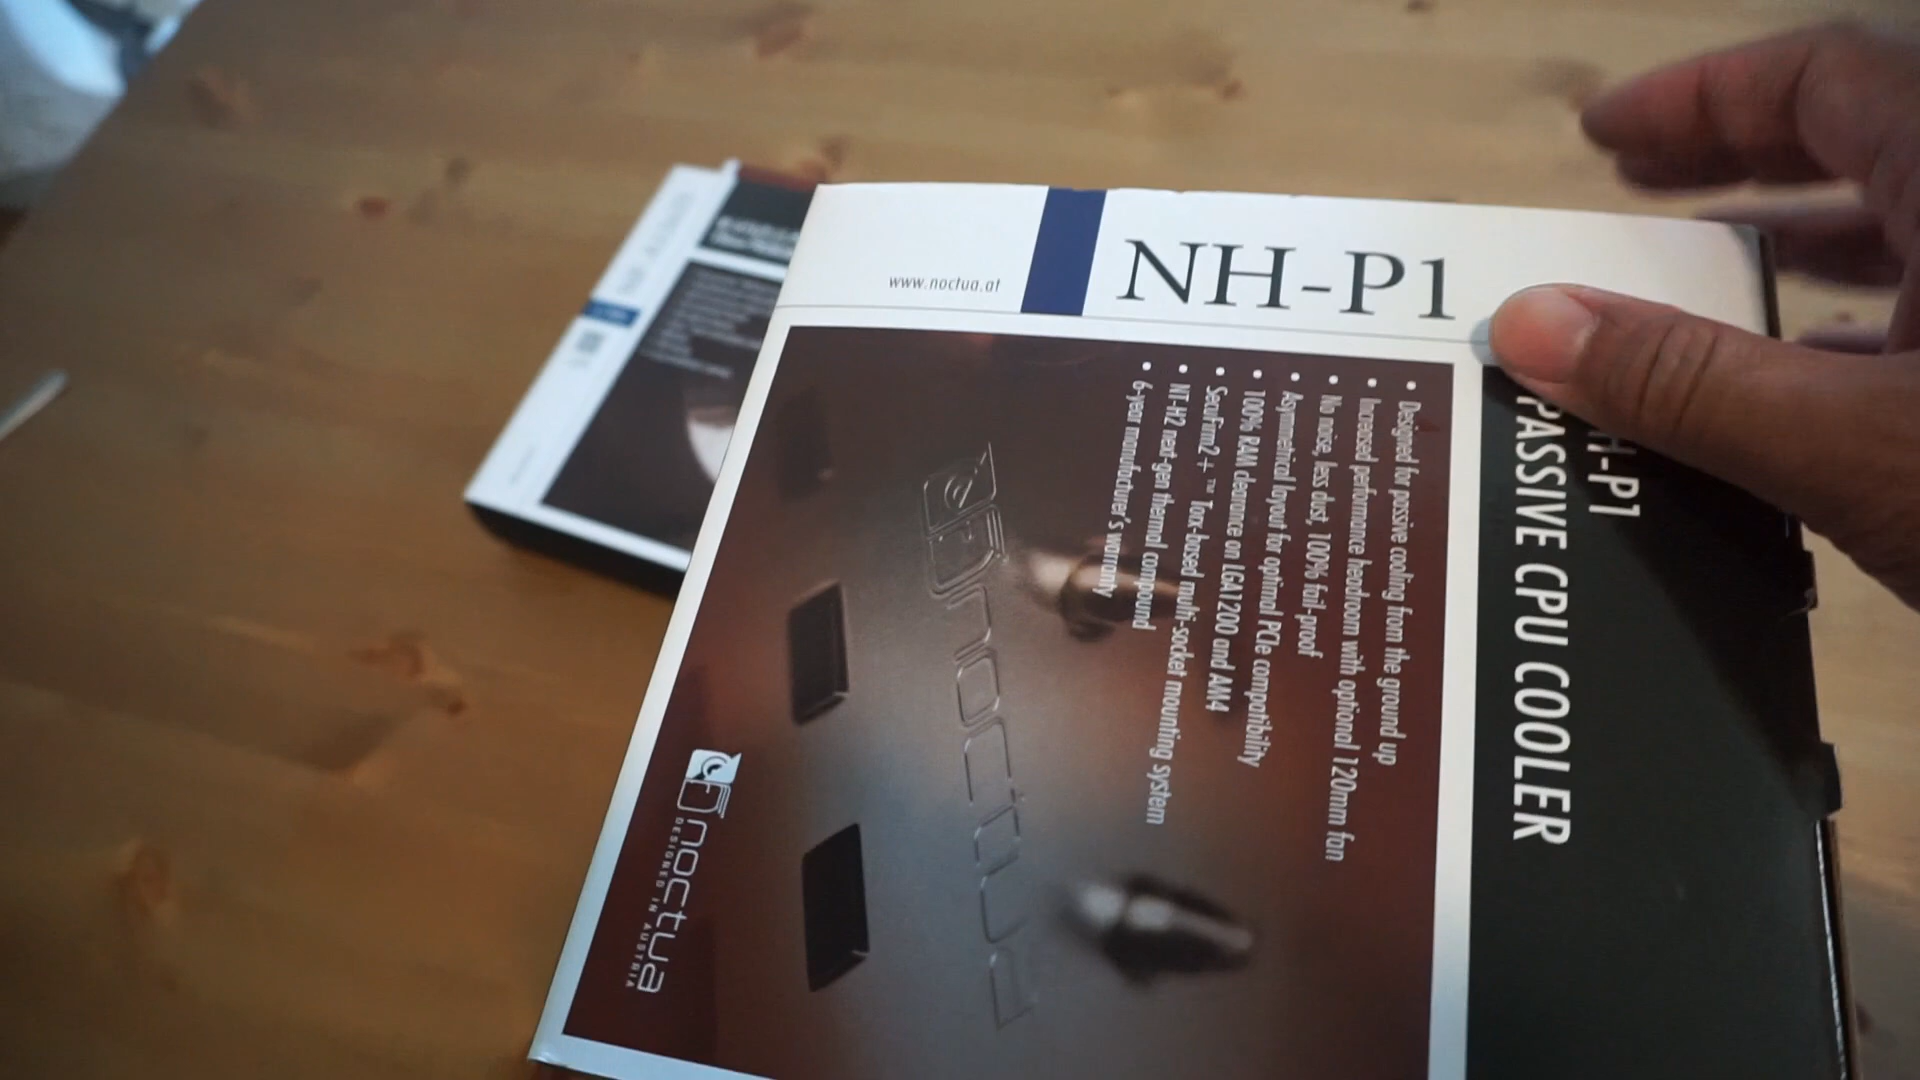 www.noctua.at
NH-P1
NH-P1
PASSIVE CPU COOLER
• Designed for passive cooling from the ground up
• Increased performance headroom with optional 120mm fan
• No noise, less dust, 100% fail-proof
• Asymmetrical layout for optimal PCIe compatibility
• 100% RAM clearance on LGA1200 and AM4
• SecuFirm2+™ Torx-based multi-socket mounting system
• NT-H2 next-gen thermal compound
• 6-year manufacturer's warranty
noctua
noctua
DESIGNED IN AUSTRIA